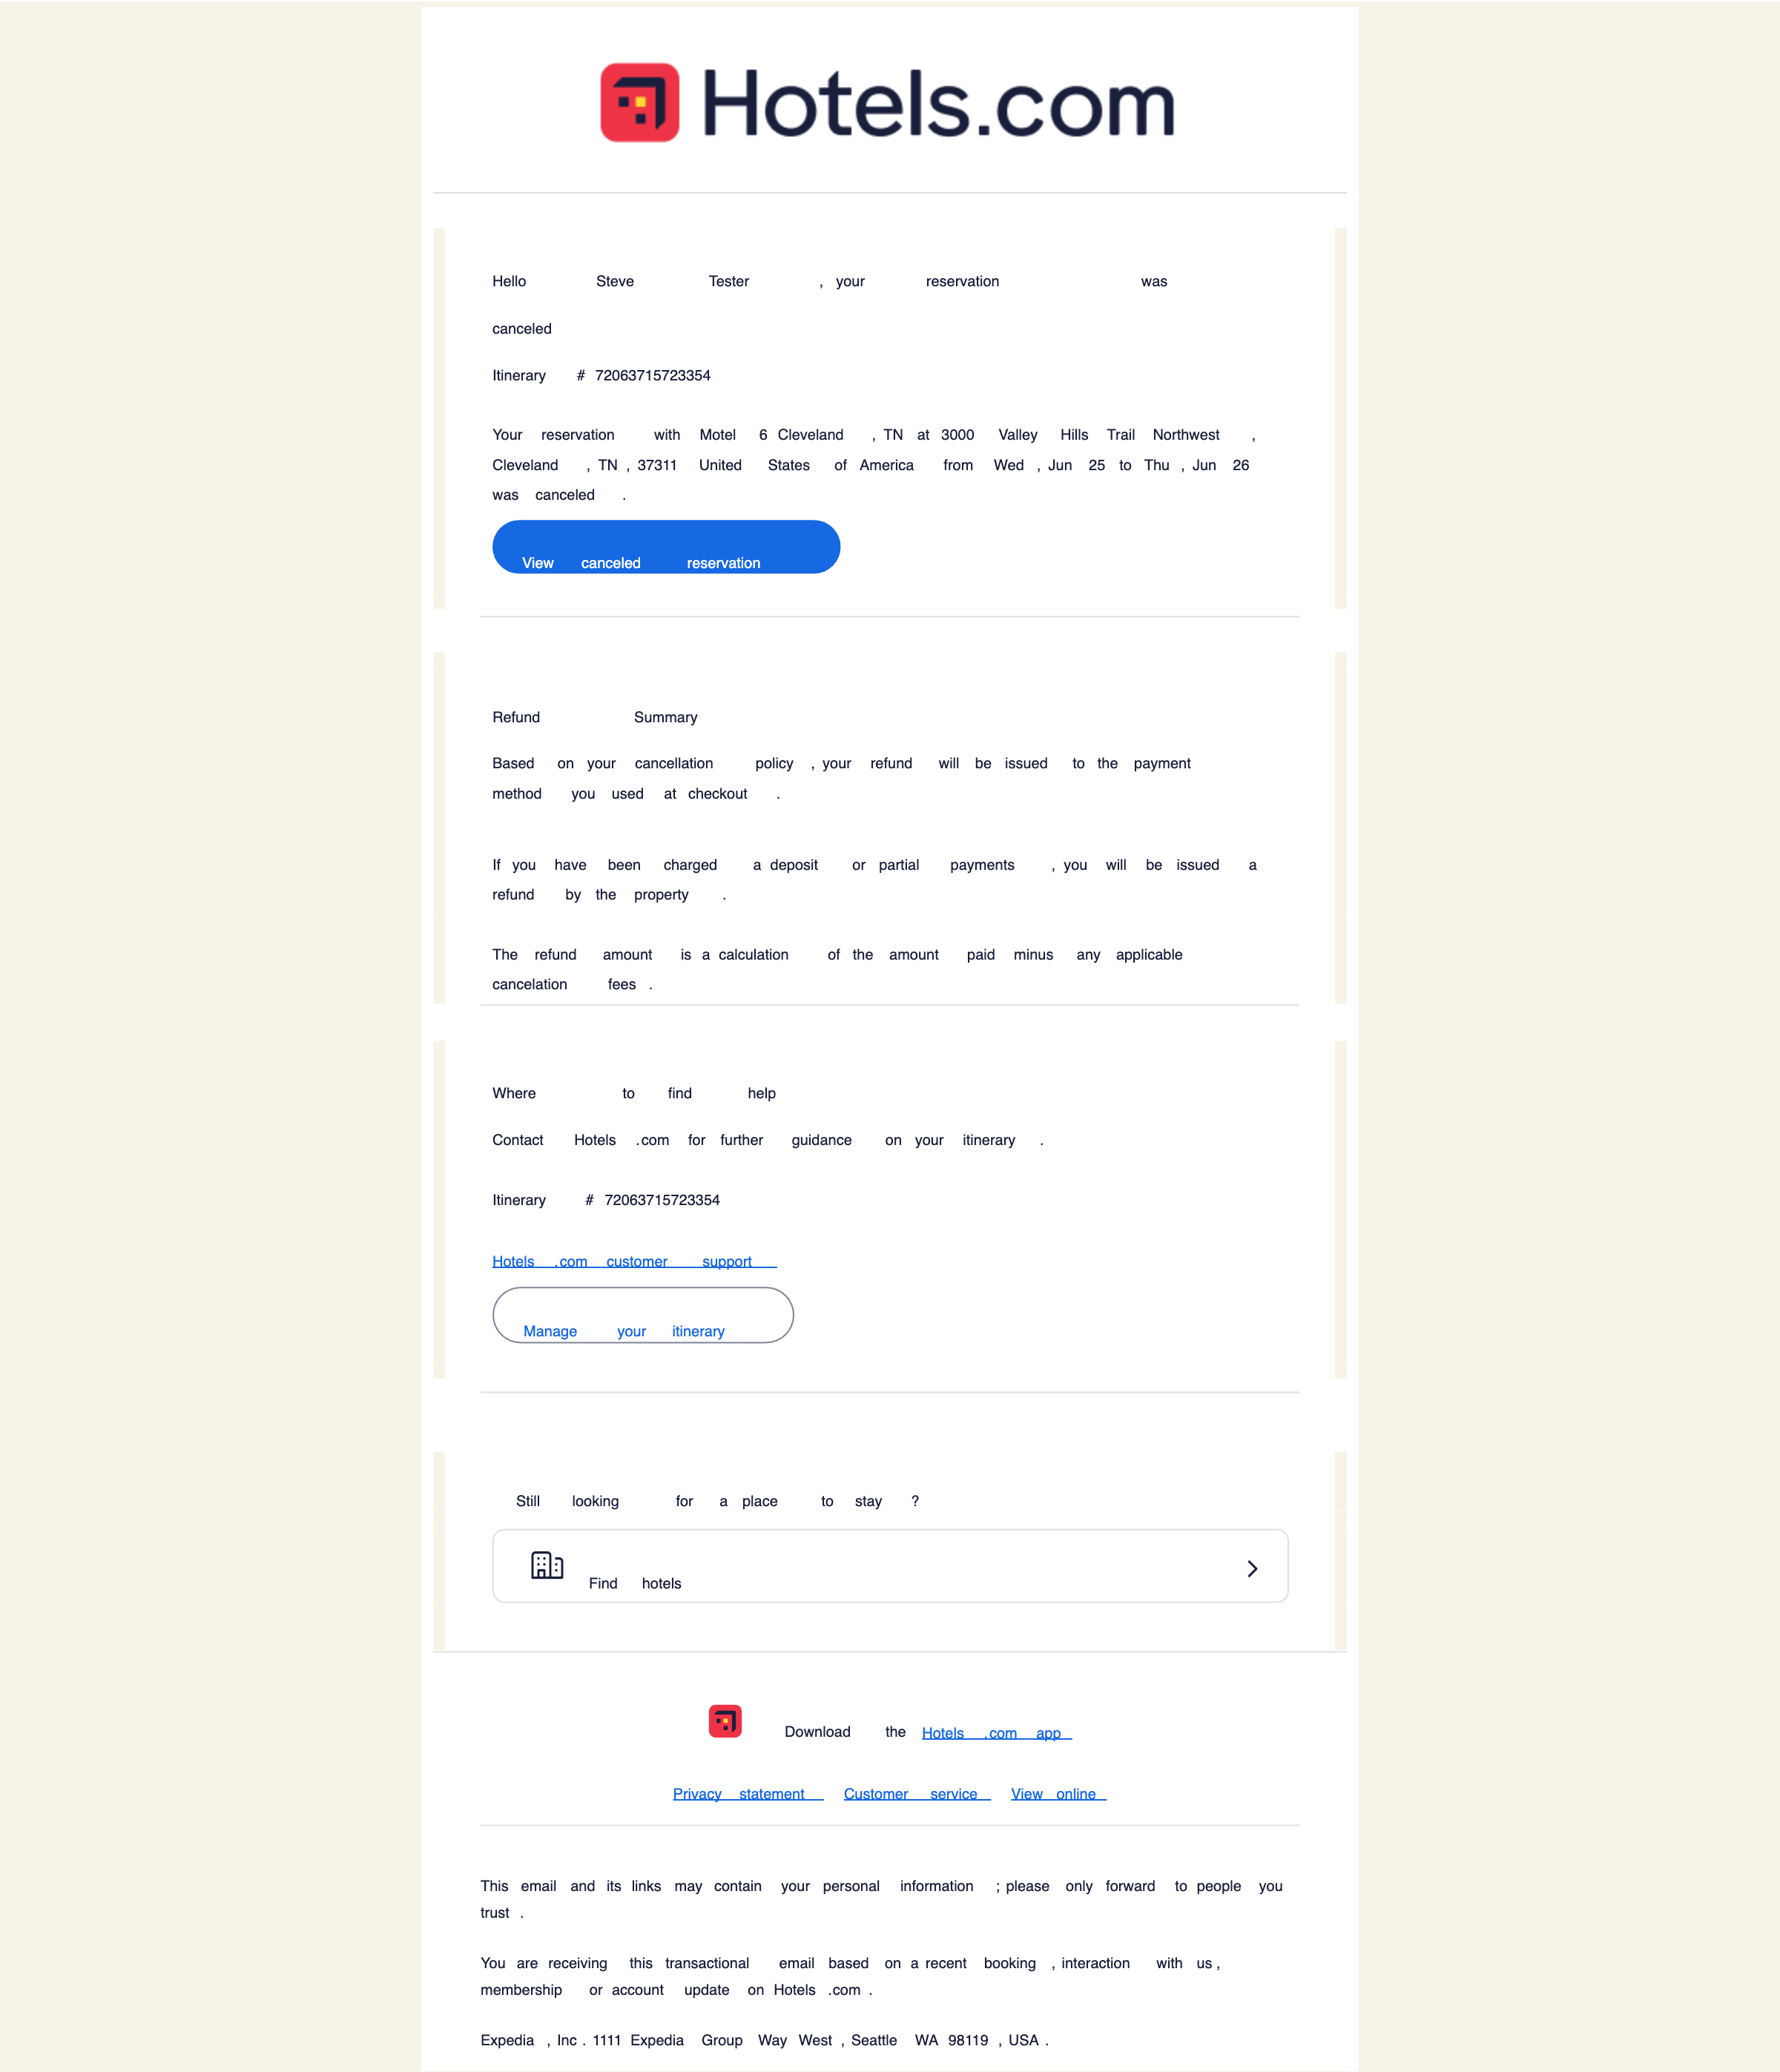 Hotels.com
Hello Steve Tester , your reservation was
canceled
Itinerary # 72063715723354
Your reservation with Motel 6 Cleveland , TN at 3000 Valley Hills Trail Northwest ,
Cleveland , TN , 37311 United States of America from Wed , Jun 25 to Thu , Jun 26
was canceled .
View canceled reservation
Refund Summary
Based on your cancellation policy , your refund will be issued to the payment
method you used at checkout .
If you have been charged a deposit or partial payments , you will be issued a
refund by the property .
The refund amount is a calculation of the amount paid minus any applicable
cancelation fees .
Where to find help
Contact Hotels .com for further guidance on your itinerary .
Itinerary # 72063715723354
Hotels .com customer support
Manage your itinerary
Still looking for a place to stay ?
Find hotels
Download the Hotels .com app
Privacy statement Customer service View online
This email and its links may contain your personal information ; please only forward to people you
trust .
You are receiving this transactional email based on a recent booking , interaction with us ,
membership or account update on Hotels .com .
Expedia , Inc . 1111 Expedia Group Way West , Seattle WA 98119 , USA .